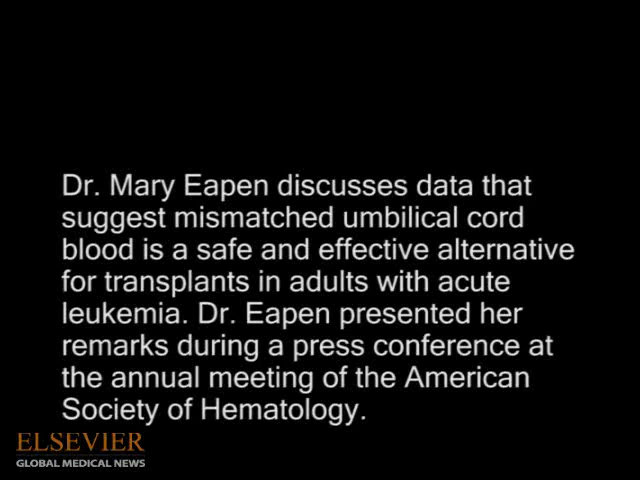 Dr. Mary Eapen discusses data that
suggest mismatched umbilical cord
blood is a safe and effective alternative
for transplants in adults with acute
leukemia. Dr. Eapen presented her
remarks during a press conference at
the annual meeting of the American
Society of Hematology.
ELSEVIER
GLOBAL MEDICAL NEWS